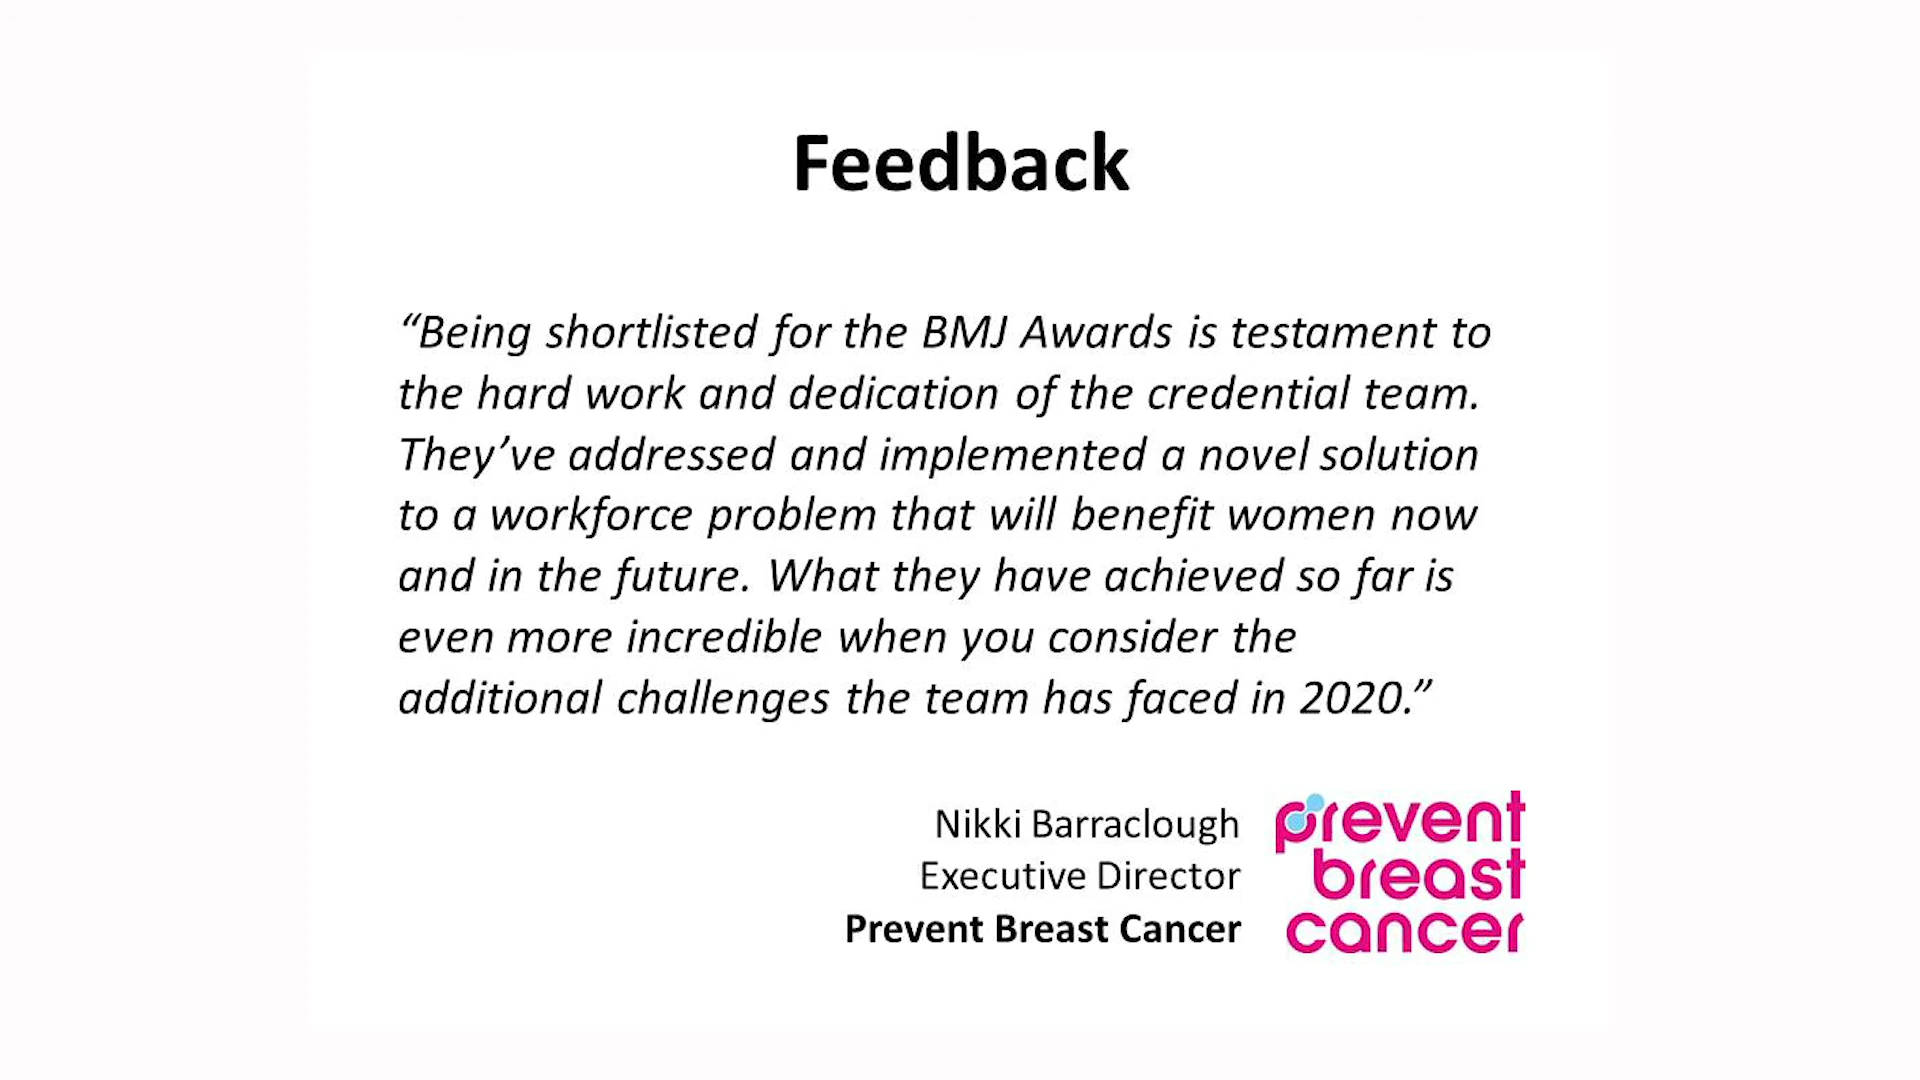 Feedback
“Being shortlisted for the BMJ Awards is testament to
the hard work and dedication of the credential team.
They’ve addressed and implemented a novel solution
to a workforce problem that will benefit women now
and in the future. What they have achieved so far is
even more incredible when you consider the
additional challenges the team has faced in 2020.”
Nikki Barraclough
Executive Director
Prevent Breast Cancer
prevent
breast
cancer